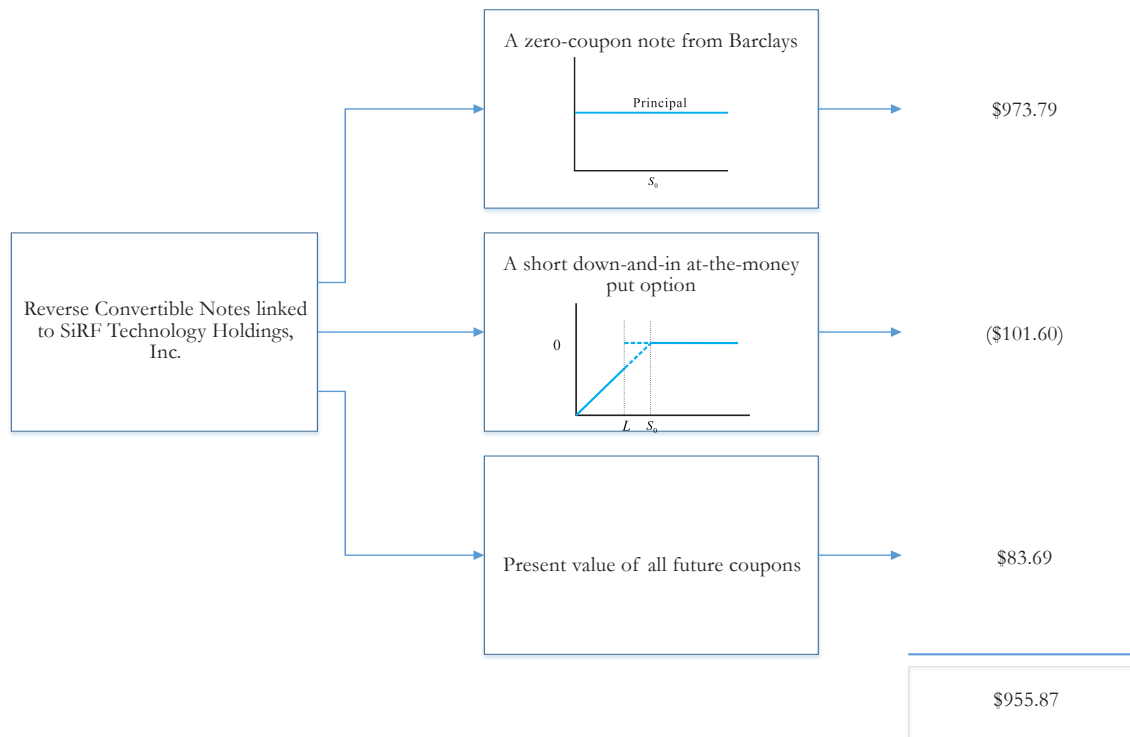 A zero-coupon note from Barclays
Principal
S₀
$973.79
Reverse Convertible Notes linked
to SiRF Technology Holdings,
Inc.
A short down-and-in at-the-money
put option
0
L S₀
($101.60)
Present value of all future coupons
$83.69
$955.87